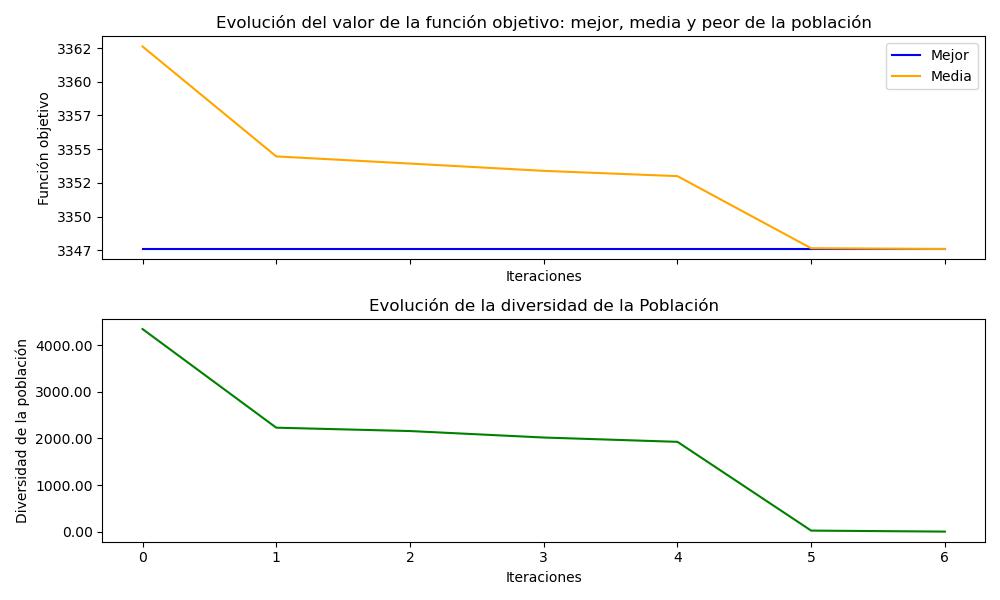 Evolución del valor de la función objetivo: mejor, media y peor de la población
Función objetivo
3362
3360
3357
3355
3352
3350
3347
Mejor
Media
Iteraciones
Evolución de la diversidad de la Población
Diversidad de la población
4000.00
3000.00
2000.00
1000.00
0.00
0 1 2 3 4 5 6
Iteraciones